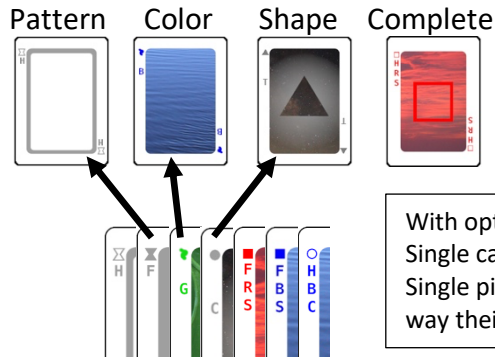 Pattern Color Shape Complete
H
H
B
B
T
T
H
R
S
H
R
S
H
F
G
C
F
R
S
F
B
S
H
B
C
With opt
Single ca
Single pi
way thei